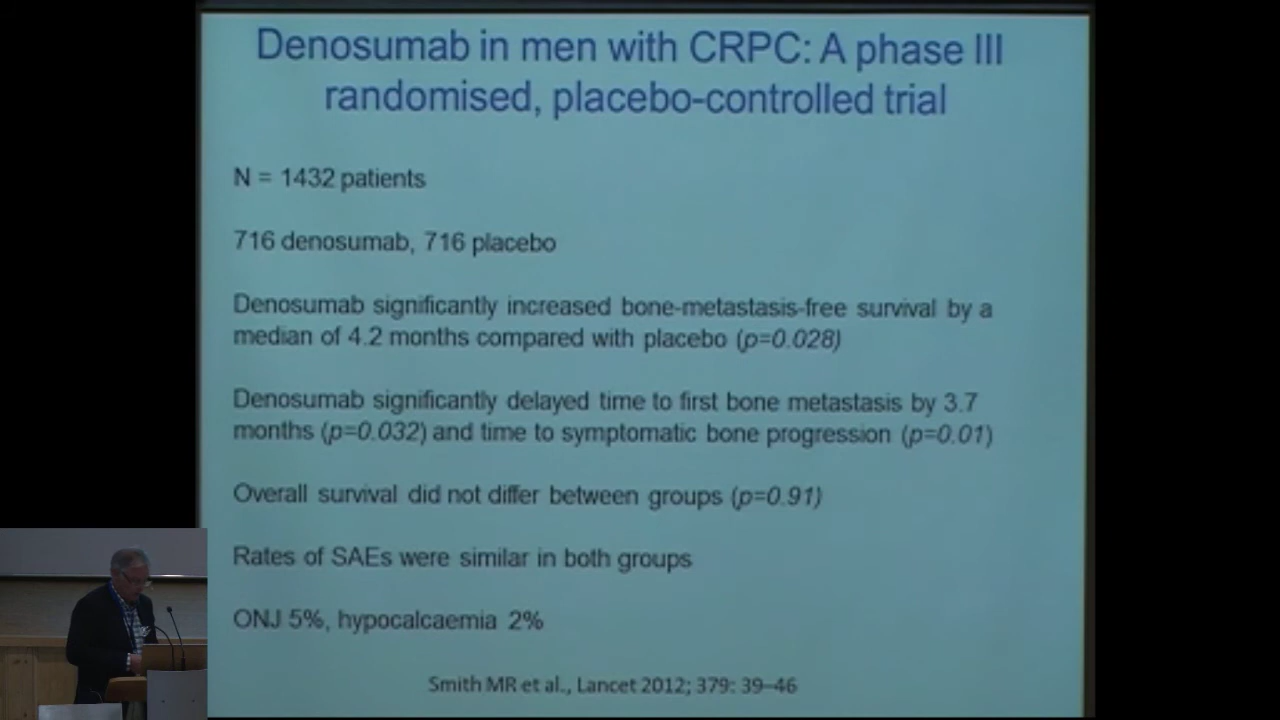 Denosumab in men with CRPC: A phase III
randomised, placebo-controlled trial
N = 1432 patients
716 denosumab, 716 placebo
Denosumab significantly increased bone-metastasis-free survival by a
median of 4.2 months compared with placebo (p=0.028)
Denosumab significantly delayed time to first bone metastasis by 3.7
months (p=0.032) and time to symptomatic bone progression (p=0.01)
Overall survival did not differ between groups (p=0.91)
Rates of SAEs were similar in both groups
ONJ 5%, hypocalcaemia 2%
Smith MR et al., Lancet 2012; 379: 39–46